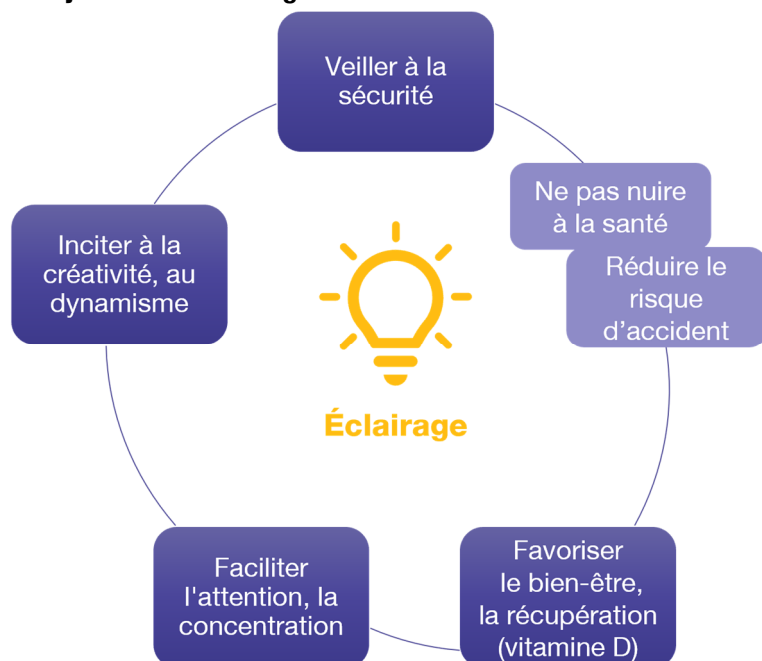 Veiller à la
sécurité
Ne pas nuire
à la santé
Réduire le
risque
d’accident
Favoriser
le bien-être,
la récupération
(vitamine D)
Faciliter
l'attention, la
concentration
Inciter à la
créativité, au
dynamisme
Éclairage